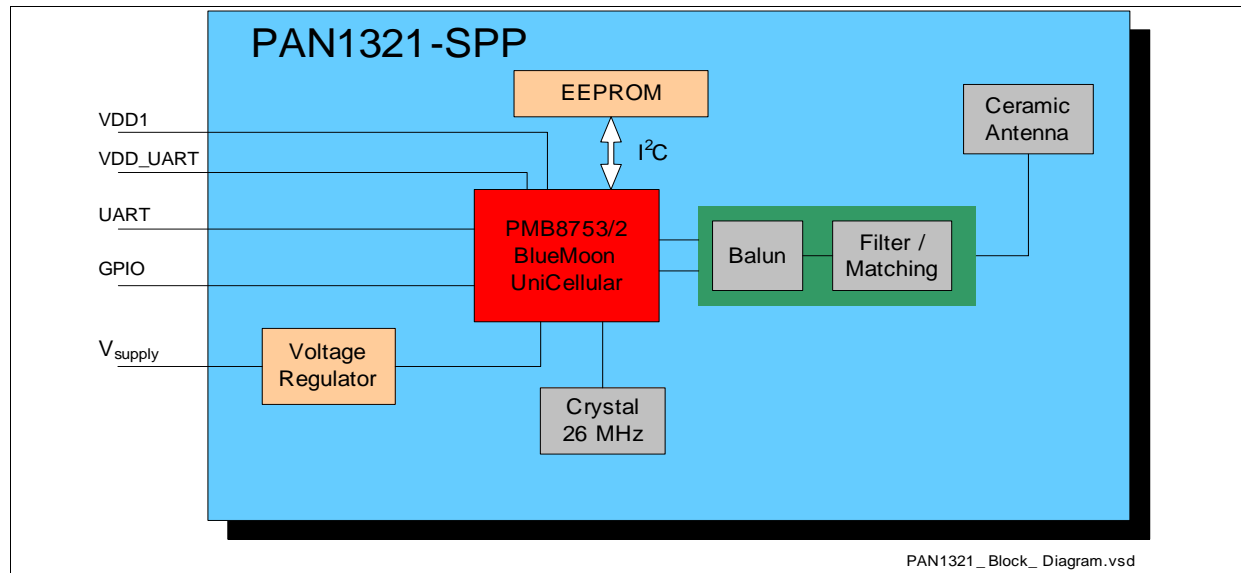 PAN1321-SPP
EEPROM
I²C
Ceramic
Antenna
VDD1
VDD_UART
UART
GPIO
Vsupply
PMB8753/2
BlueMoon
UniCellular
Balun
Filter /
Matching
Voltage
Regulator
Crystal
26 MHz
PAN1321_Block_Diagram.vsd